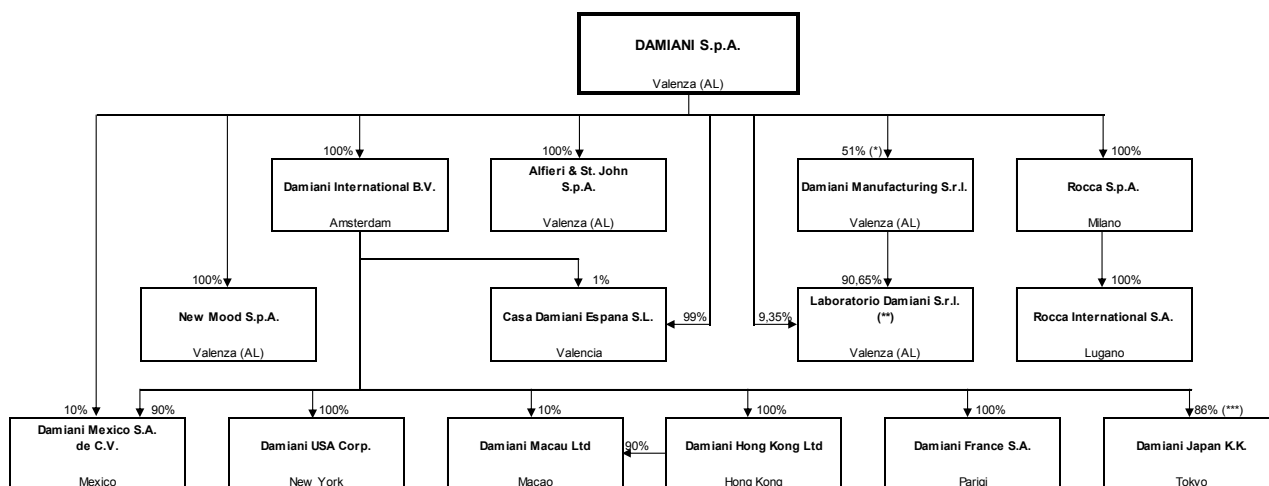 DAMIANI S.p.A.
Valenza (AL)
100%
100%
51% (*)
100%
Damiani International B.V.
Amsterdam
Alfieri & St. John
S.p.A.
Valenza (AL)
Damiani Manufacturing S.r.l.
Valenza (AL)
Rocca S.p.A.
Milano
100%
1%
90,65%
100%
New Mood S.p.A.
Valenza (AL)
Casa Damiani Espana S.L.
Valencia
99%
9,35%
Laboratorio Damiani S.r.l.
(**)
Valenza (AL)
Rocca International S.A.
Lugano
10%
90%
100%
10%
100%
100%
86% (***)
Damiani Mexico S.A.
de C.V.
Mexico
Damiani USA Corp.
New York
Damiani Macau Ltd
Macao
90%
Damiani Hong Kong Ltd
Hong Kong
Damiani France S.A.
Parigi
Damiani Japan K.K.
Tokyo